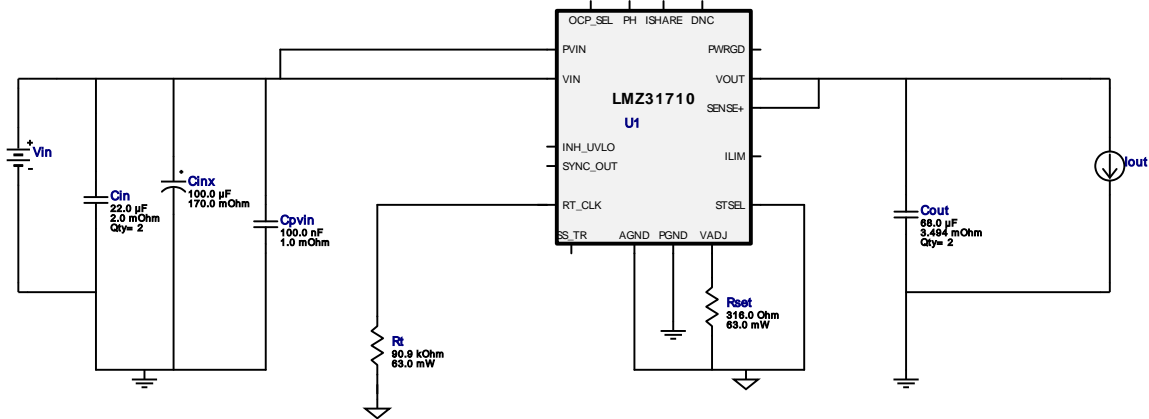 OCP_SEL PH ISHARE DNC
PVIN
PWRGD
VIN
VOUT
LMZ31710
SENSE+
U1
INH_UVLO
ILIM
SYNC_OUT
RT_CLK
STSEL
SS_TR
AGND PGND VADJ
+
Vin
-
Cin
22.0 µF
2.0 mOhm
Qty= 2
Cinx
100.0 µF
170.0 mOhm
Cpvin
100.0 nF
1.0 mOhm
Rt
90.9 kOhm
63.0 mW
Rset
316.0 Ohm
63.0 mW
Cout
68.0 µF
3.494 mOhm
Qty= 2
Iout